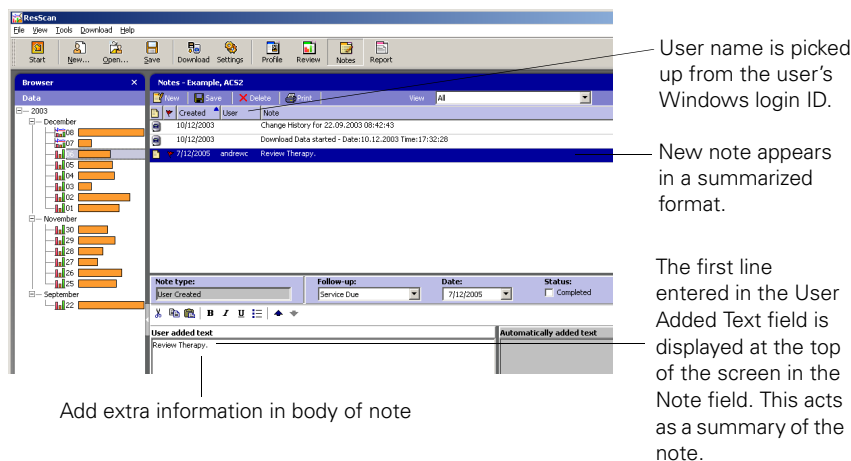 ResScan
File View Tools Download Help
Start New... Open... Save Download Settings Profile Review Notes Report
Browser ×
Data
2003
December
08
07
05
04
03
02
01
November
30
29
28
27
26
25
September
22
Notes - Example, ACS2
New Save Delete Print View All
Created User Note
10/12/2003 Change History for 22.09.2003 08:42:43
10/12/2003 Download Data started - Date:10.12.2003 Time:17:32:28
7/12/2005 andrewc Review Therapy.
Note type: Follow-up: Date: Status:
User Created Service Due 7/12/2005 Completed
B I U
User added text Automatically added text
Review Therapy.
User name is picked
up from the user's
Windows login ID.
New note appears
in a summarized
format.
The first line
entered in the User
Added Text field is
displayed at the top
of the screen in the
Note field. This acts
as a summary of the
note.
Add extra information in body of note